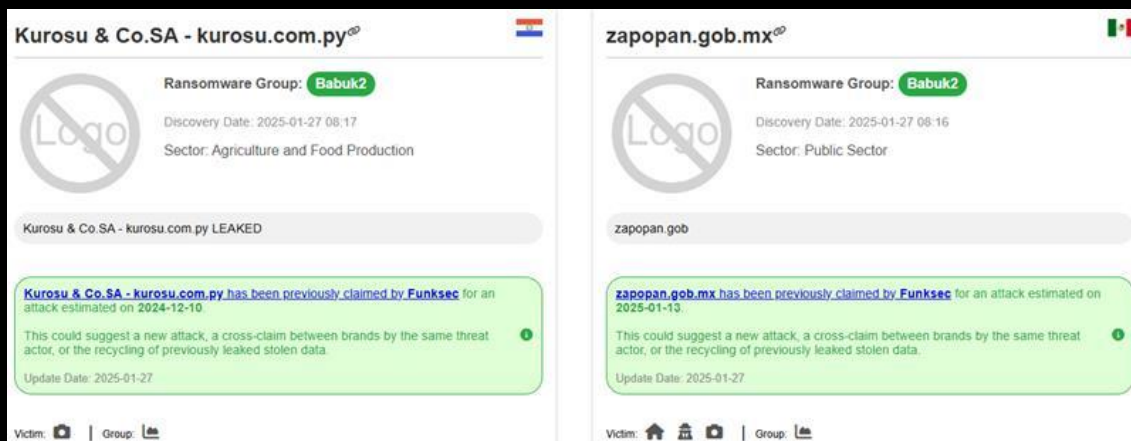 Kurosu & Co.SA - kurosu.com.py
Logo
Ransomware Group: Babuk2
Discovery Date: 2025-01-27 08:17
Sector: Agriculture and Food Production
Kurosu & Co.SA - kurosu.com.py LEAKED
Kurosu & Co.SA - kurosu.com.py has been previously claimed by Funksec for an
attack estimated on 2024-12-10.
This could suggest a new attack, a cross-claim between brands by the same threat
actor, or the recycling of previously leaked stolen data.
Update Date: 2025-01-27
Victim: | Group:
zapopan.gob.mx
Logo
Ransomware Group: Babuk2
Discovery Date: 2025-01-27 08:16
Sector: Public Sector
zapopan.gob
zapopan.gob.mx has been previously claimed by Funksec for an attack estimated on
2025-01-13.
This could suggest a new attack, a cross-claim between brands by the same threat
actor, or the recycling of previously leaked stolen data.
Update Date: 2025-01-27
Victim: | Group: